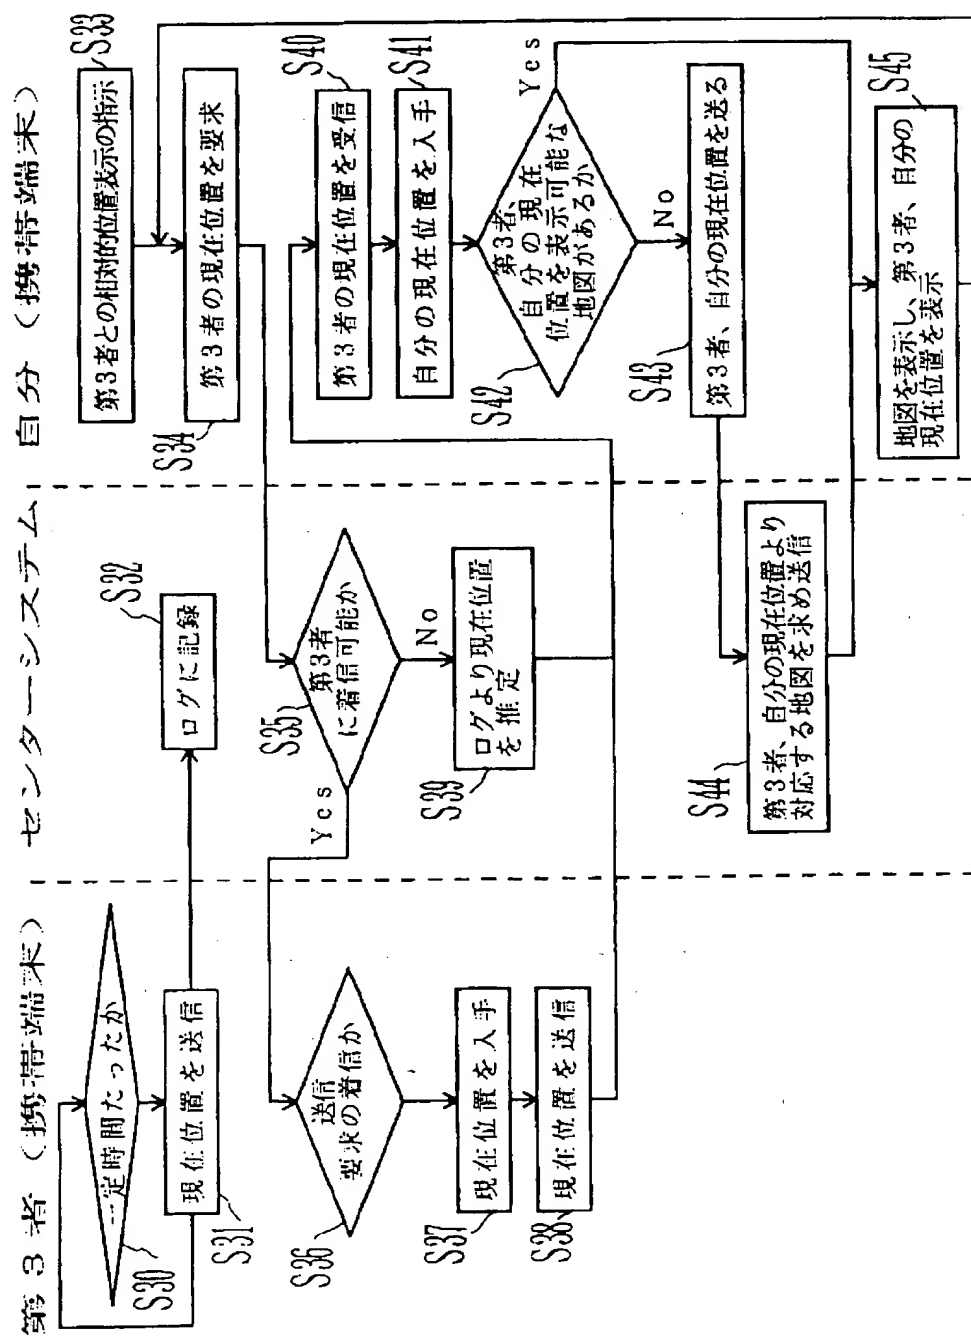 第3者（携帯端末）
一定時間たったか
S30
現在位置を送信
S31
送信
要求の着信か
S36
現在位置を入手
S37
現在位置を送信
S38
センターシステム
ログに記録
S32
第3者
に着信可能か
S35
Yes
No
ログより現在位置
を推定
S39
第3者、自分の現在位置より
対応する地図を求め送信
S44
自分（携帯端末）
第3者との相対的位置表示の指示
S33
第3者の現在位置を要求
S34
第3者の現在位置を受信
S40
自分の現在位置を入手
S41
第3者、
自分の現在
位置を表示可能な
地図があるか
S42
Yes
No
第3者、自分の現在位置を送る
S43
地図を表示し、第3者、自分の
現在位置を表示
S45